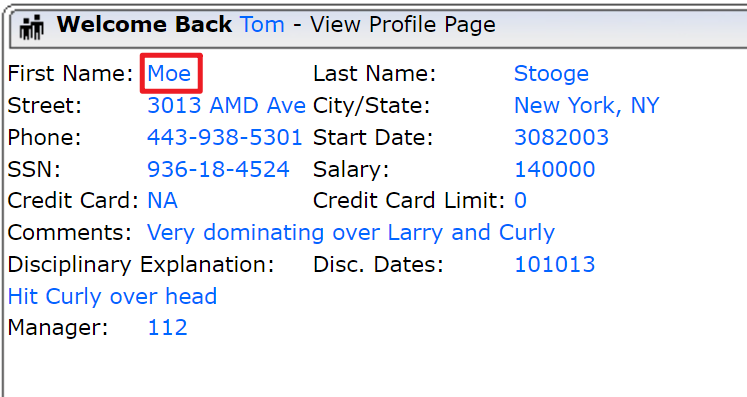 Welcome Back Tom - View Profile Page
First Name: Moe Last Name: Stooge
Street: 3013 AMD Ave City/State: New York, NY
Phone: 443-938-5301 Start Date: 3082003
SSN: 936-18-4524 Salary: 140000
Credit Card: NA Credit Card Limit: 0
Comments: Very dominating over Larry and Curly
Disciplinary Explanation: Disc. Dates: 101013
Hit Curly over head
Manager: 112